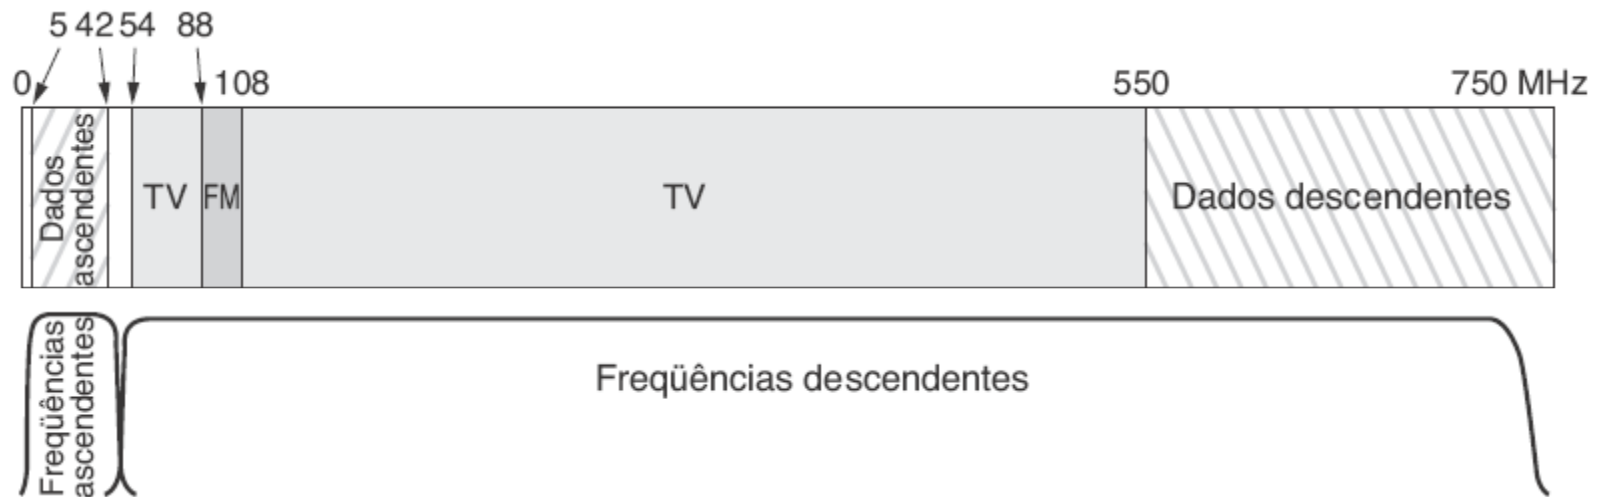 5 42 54 88
0 108 550 750 MHz
Dados
ascendentes
TV
FM
TV
Dados descendentes
Freqüências
ascendentes
Freqüências descendentes